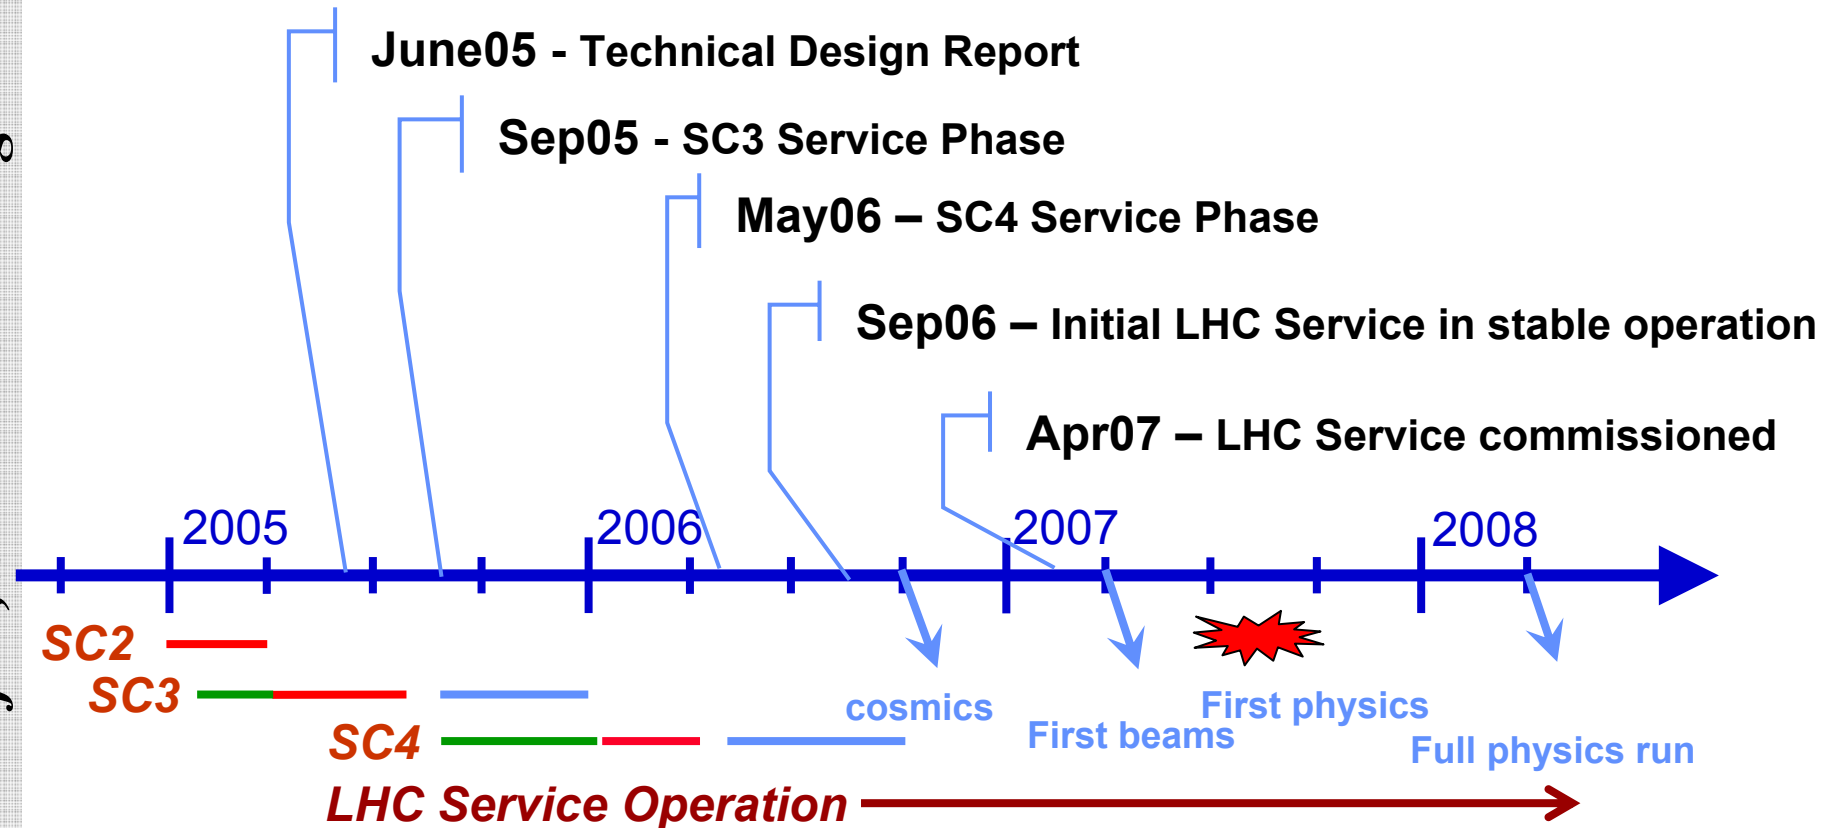 June05 - Technical Design Report
Sep05 - SC3 Service Phase
May06 – SC4 Service Phase
Sep06 – Initial LHC Service in stable operation
Apr07 – LHC Service commissioned
2005
2006
2007
2008
SC2
SC3
SC4
cosmics
First beams
First physics
Full physics run
LHC Service Operation